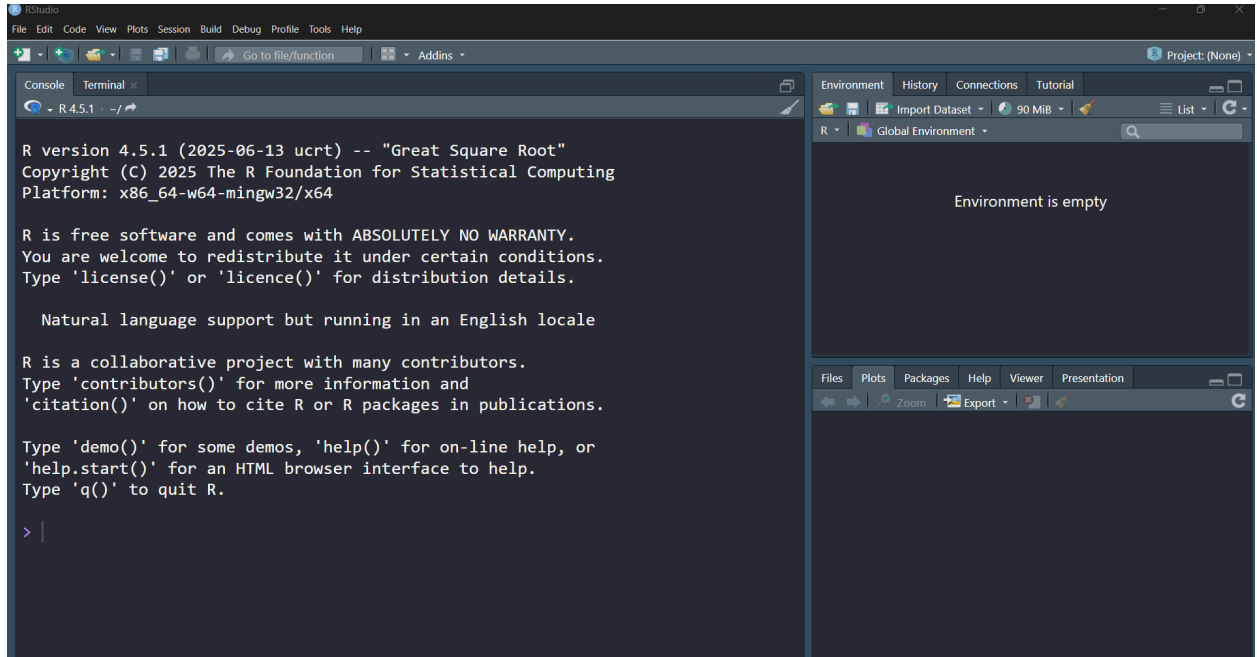 RStudio
File Edit Code View Plots Session Build Debug Profile Tools Help
Go to file/function Addins Project: (None)
Console Terminal
R 4.5.1 · ~/
R version 4.5.1 (2025-06-13 ucrt) -- "Great Square Root"
Copyright (C) 2025 The R Foundation for Statistical Computing
Platform: x86_64-w64-mingw32/x64
R is free software and comes with ABSOLUTELY NO WARRANTY.
You are welcome to redistribute it under certain conditions.
Type 'license()' or 'licence()' for distribution details.
Natural language support but running in an English locale
R is a collaborative project with many contributors.
Type 'contributors()' for more information and
'citation()' on how to cite R or R packages in publications.
Type 'demo()' for some demos, 'help()' for on-line help, or
'help.start()' for an HTML browser interface to help.
Type 'q()' to quit R.
>
Environment History Connections Tutorial
Import Dataset 90 MiB List
R Global Environment
Environment is empty
Files Plots Packages Help Viewer Presentation
Zoom Export